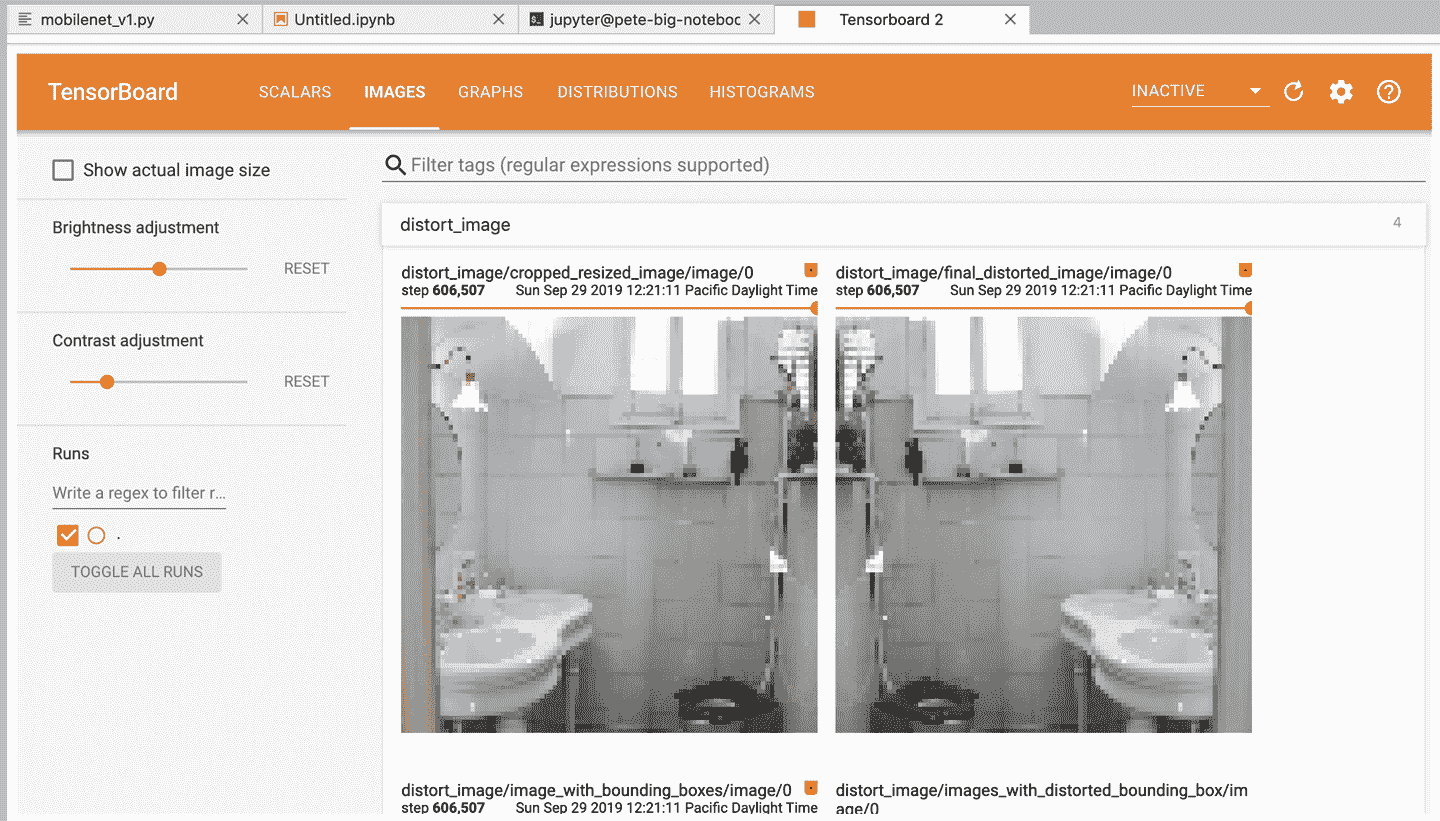 mobilenet_v1.py
Untitled.ipynb
jupyter@pete-big-noteboo
Tensorboard 2
TensorBoard
SCALARS
IMAGES
GRAPHS
DISTRIBUTIONS
HISTOGRAMS
INACTIVE
Show actual image size
Brightness adjustment
RESET
Contrast adjustment
RESET
Runs
Write a regex to filter r...
.
TOGGLE ALL RUNS
Filter tags (regular expressions supported)
distort_image
4
distort_image/cropped_resized_image/image/0
step 606,507 Sun Sep 29 2019 12:21:11 Pacific Daylight Time
distort_image/final_distorted_image/image/0
step 606,507 Sun Sep 29 2019 12:21:11 Pacific Daylight Time
distort_image/image_with_bounding_boxes/image/0
step 606,507 Sun Sep 29 2019 12:21:11 Pacific Daylight Time
distort_image/images_with_distorted_bounding_box/im
age/0